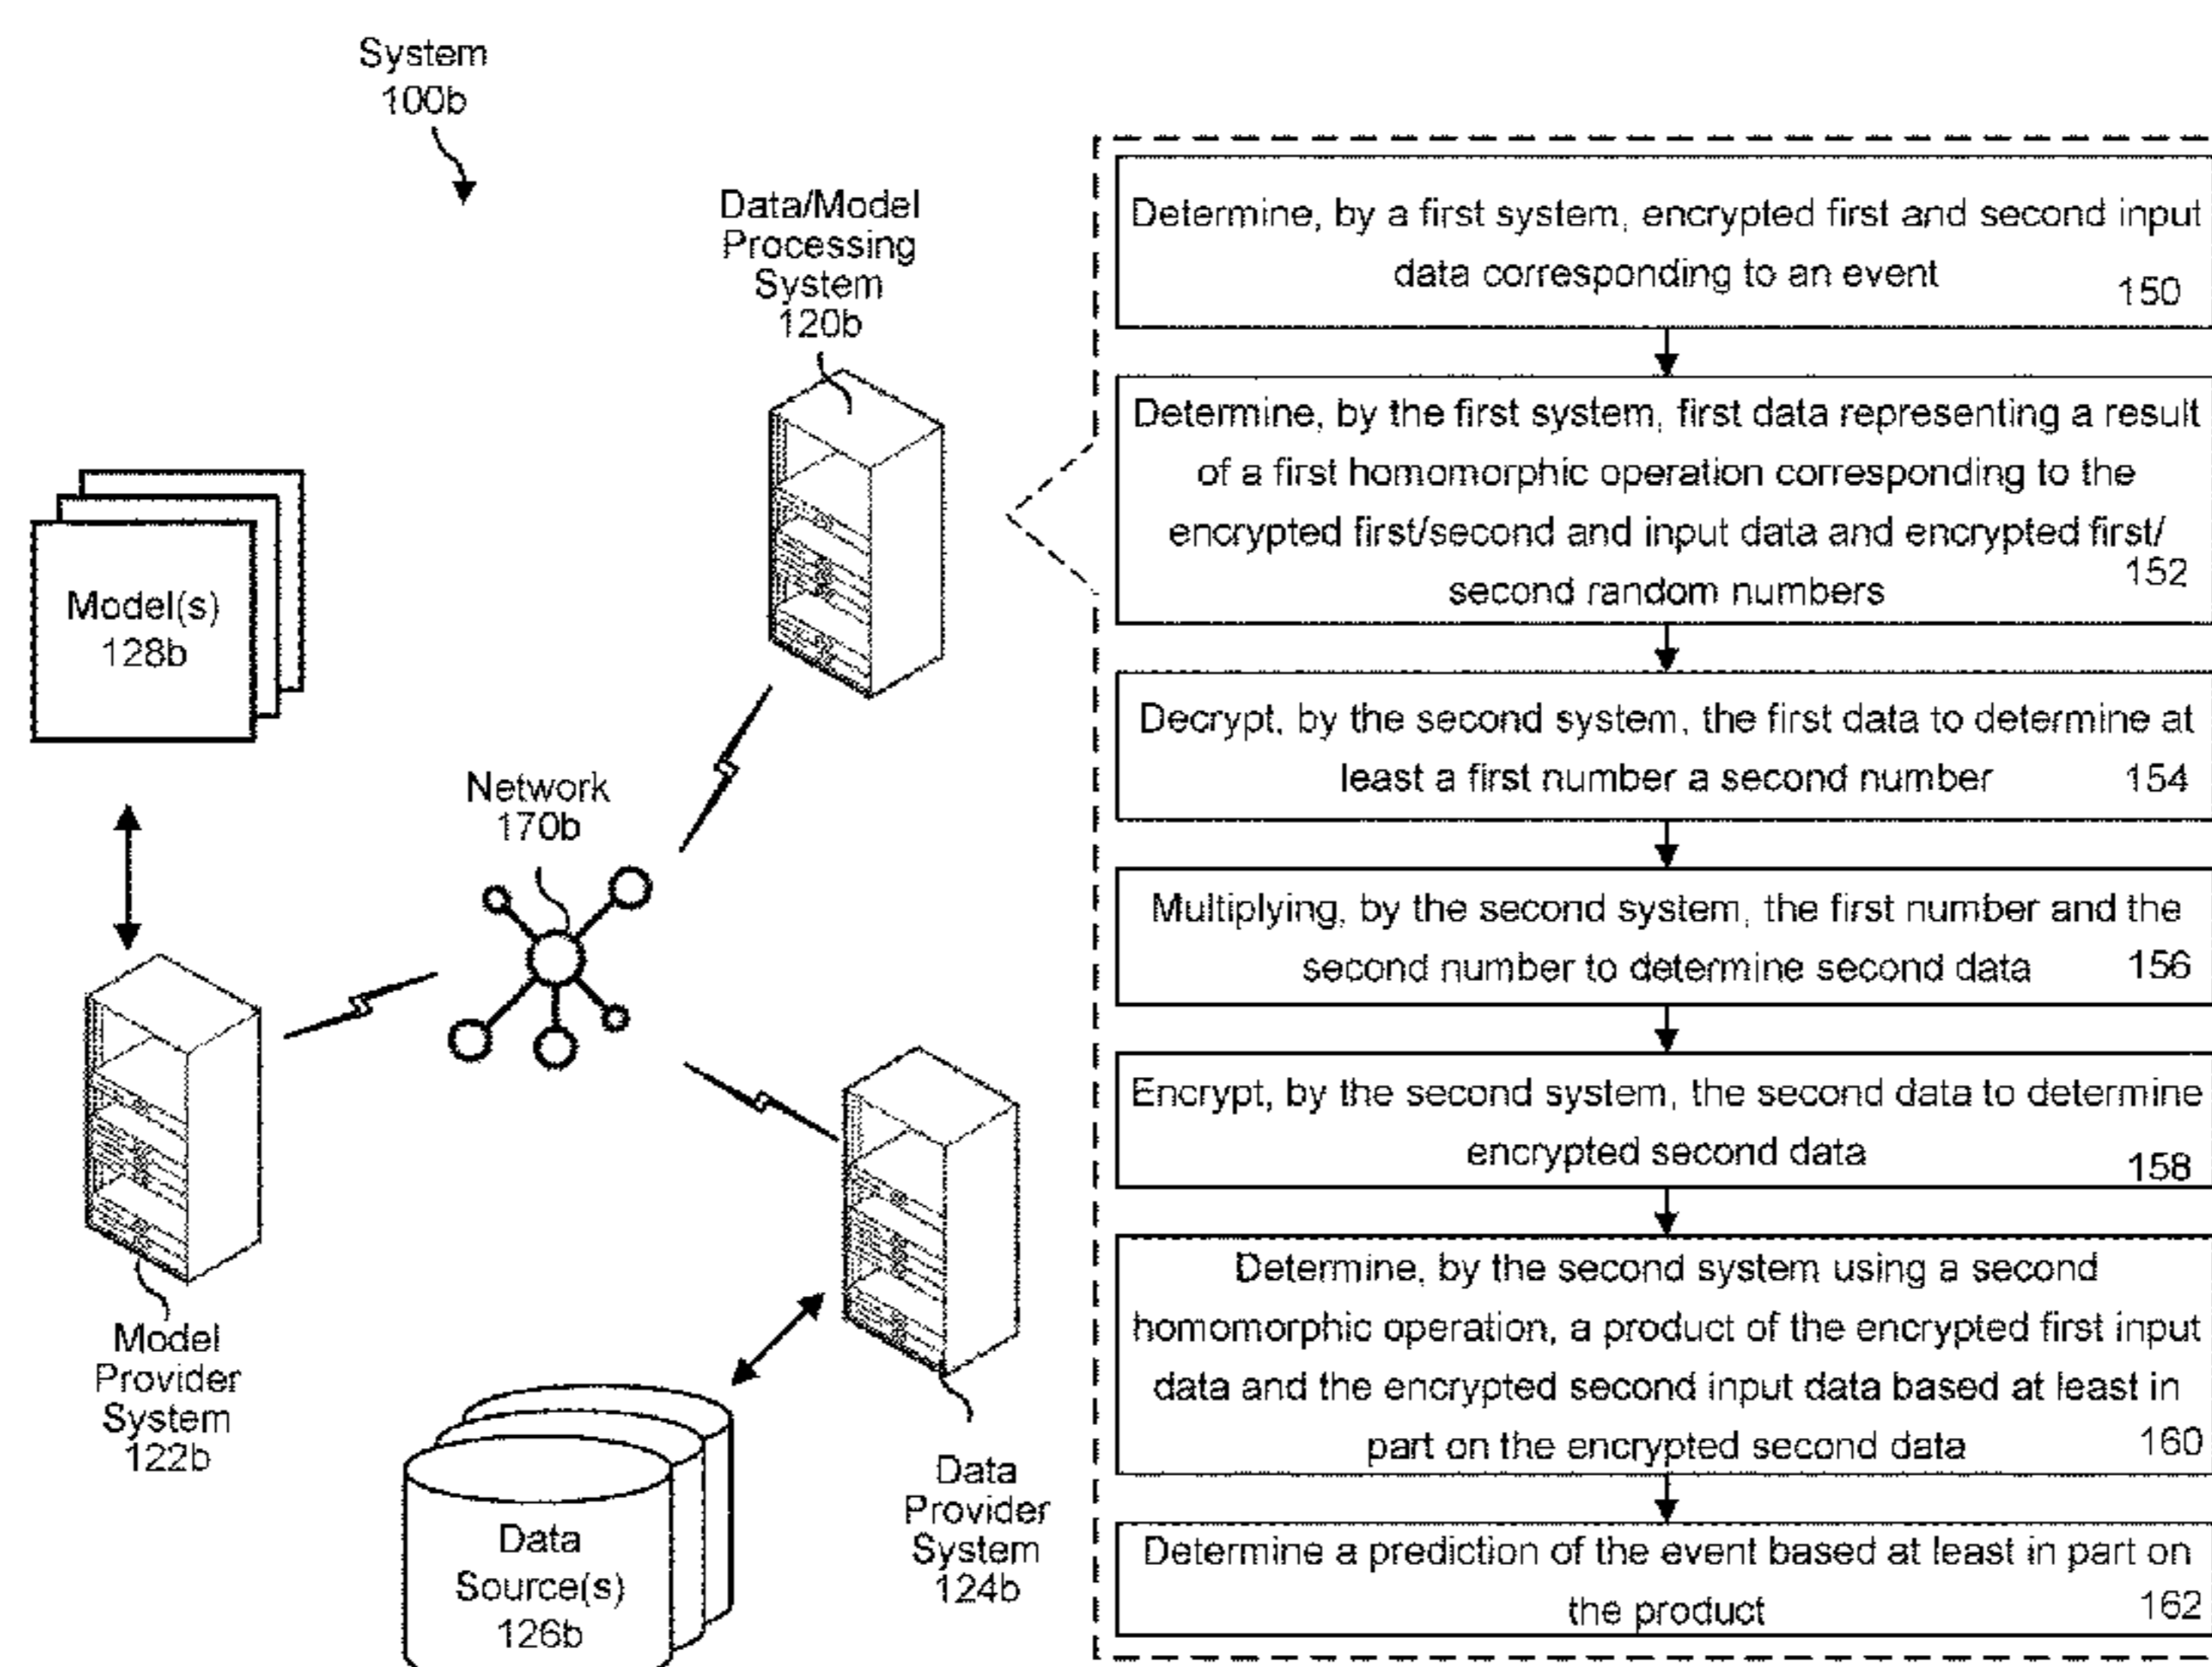 System
100b
Data/Model
Processing
System
120b
Model(s)
128b
Network
170b
Model
Provider
System
122b
Data
Provider
System
124b
Data
Source(s)
126b
Determine, by a first system, encrypted first and second input
data corresponding to an event
150
Determine, by the first system, first data representing a result
of a first homomorphic operation corresponding to the
encrypted first/second and input data and encrypted first/
second random numbers
152
Decrypt, by the second system, the first data to determine at
least a first number a second number
154
Multiplying, by the second system, the first number and the
second number to determine second data
156
Encrypt, by the second system, the second data to determine
encrypted second data
158
Determine, by the second system using a second
homomorphic operation, a product of the encrypted first input
data and the encrypted second input data based at least in
part on the encrypted second data
160
Determine a prediction of the event based at least in part on
the product
162